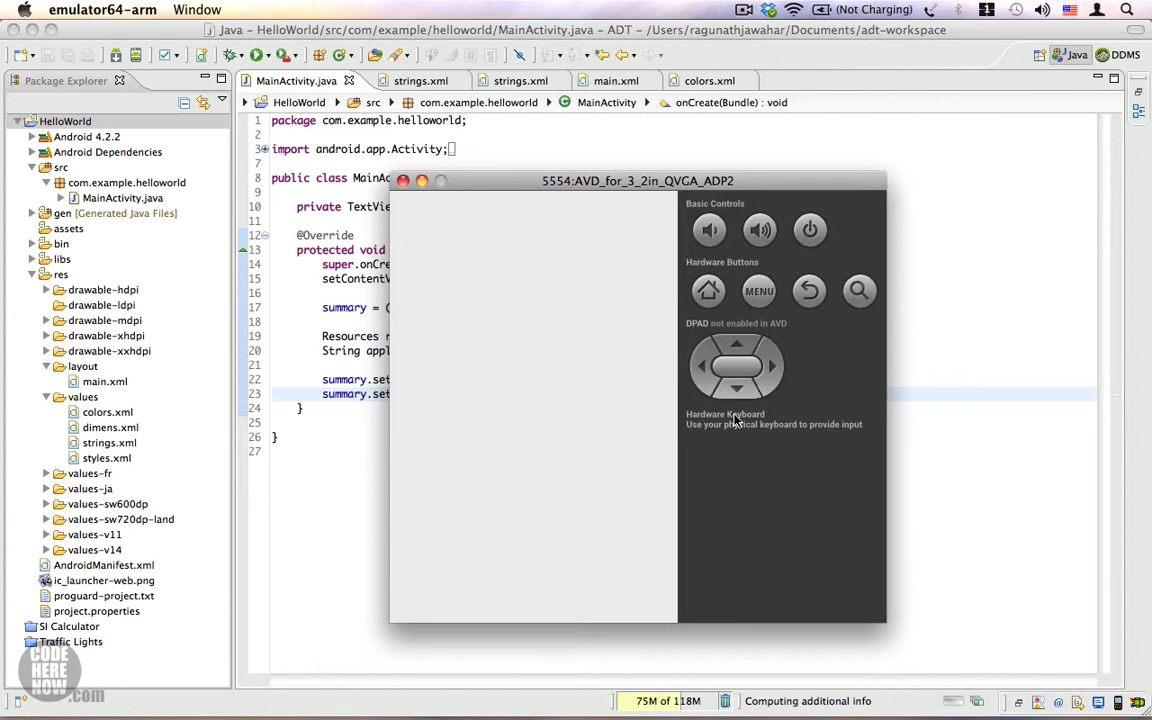 emulator64-arm Window
(Not Charging)
Java – HelloWorld/src/com/example/helloworld/MainActivity.java – ADT – /Users/ragunathjawahar/Documents/adt-workspace
Java
DDMS
Package Explorer
MainActivity.java
strings.xml
strings.xml
main.xml
colors.xml
HelloWorld
src
com.example.helloworld
MainActivity
onCreate(Bundle) : void
HelloWorld
Android 4.2.2
Android Dependencies
src
com.example.helloworld
MainActivity.java
gen [Generated Java Files]
assets
bin
libs
res
drawable-hdpi
drawable-ldpi
drawable-mdpi
drawable-xhdpi
drawable-xxhdpi
layout
main.xml
values
colors.xml
dimens.xml
strings.xml
styles.xml
values-fr
values-ja
values-sw600dp
values-sw720dp-land
values-v11
values-v14
AndroidManifest.xml
ic_launcher-web.png
proguard-project.txt
project.properties
SI Calculator
Traffic Lights
1 package com.example.helloworld;
2
3 import android.app.Activity;
7
8 public class MainAc
9
10 private TextVie
11
12 @Override
13 protected void
14 super.onCre
15 setContentV
16
17 summary = (
18
19 Resources r
20 String appl
21
22 summary.set
23 summary.set
24 }
25
26 }
27
5554:AVD_for_3_2in_QVGA_ADP2
Basic Controls
Hardware Buttons
MENU
DPAD not enabled in AVD
Hardware Keyboard
Use your physical keyboard to provide input
CODE
HERE
NOW
.com
75M of 118M
Computing additional info